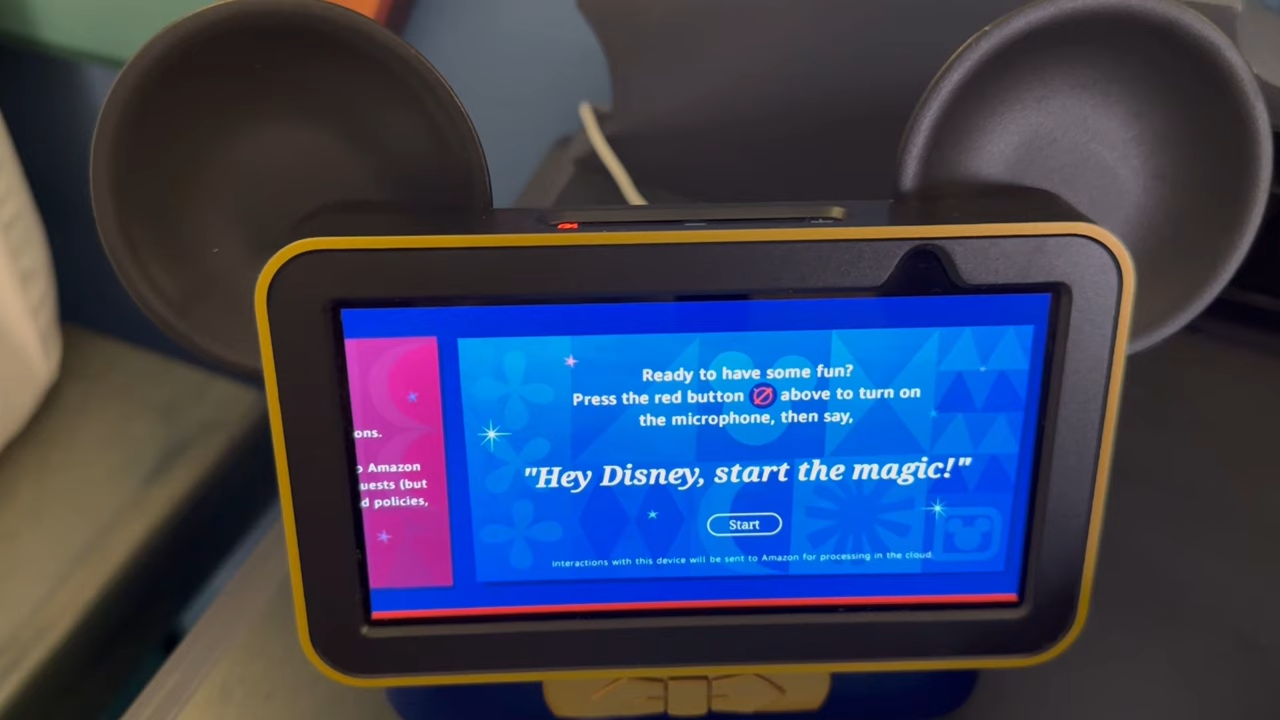 ons.
Amazon
uests (but
d policies,
Ready to have some fun?
Press the red button above to turn on
the microphone, then say,
"Hey Disney, start the magic!"
Start
Interactions with this device will be sent to Amazon for processing in the cloud.